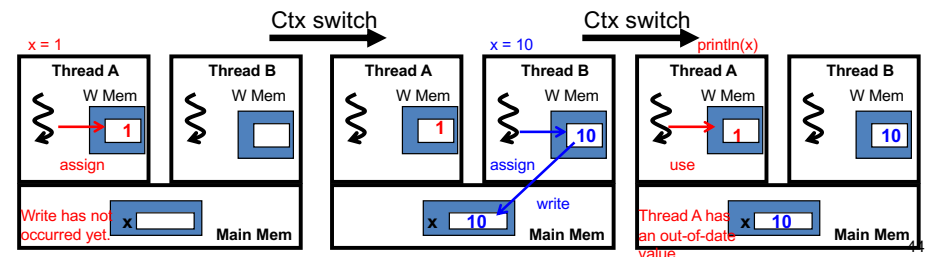 Ctx switch
Ctx switch
x = 1
x = 10
println(x)
Thread A
Thread B
W Mem
W Mem
1
assign
Write has not
occurred yet.
x
Main Mem
Thread A
Thread B
W Mem
W Mem
1
10
assign
write
x
10
Main Mem
Thread A
Thread B
W Mem
W Mem
1
10
use
Thread A has
an out-of-date
value
x
10
Main Mem
44